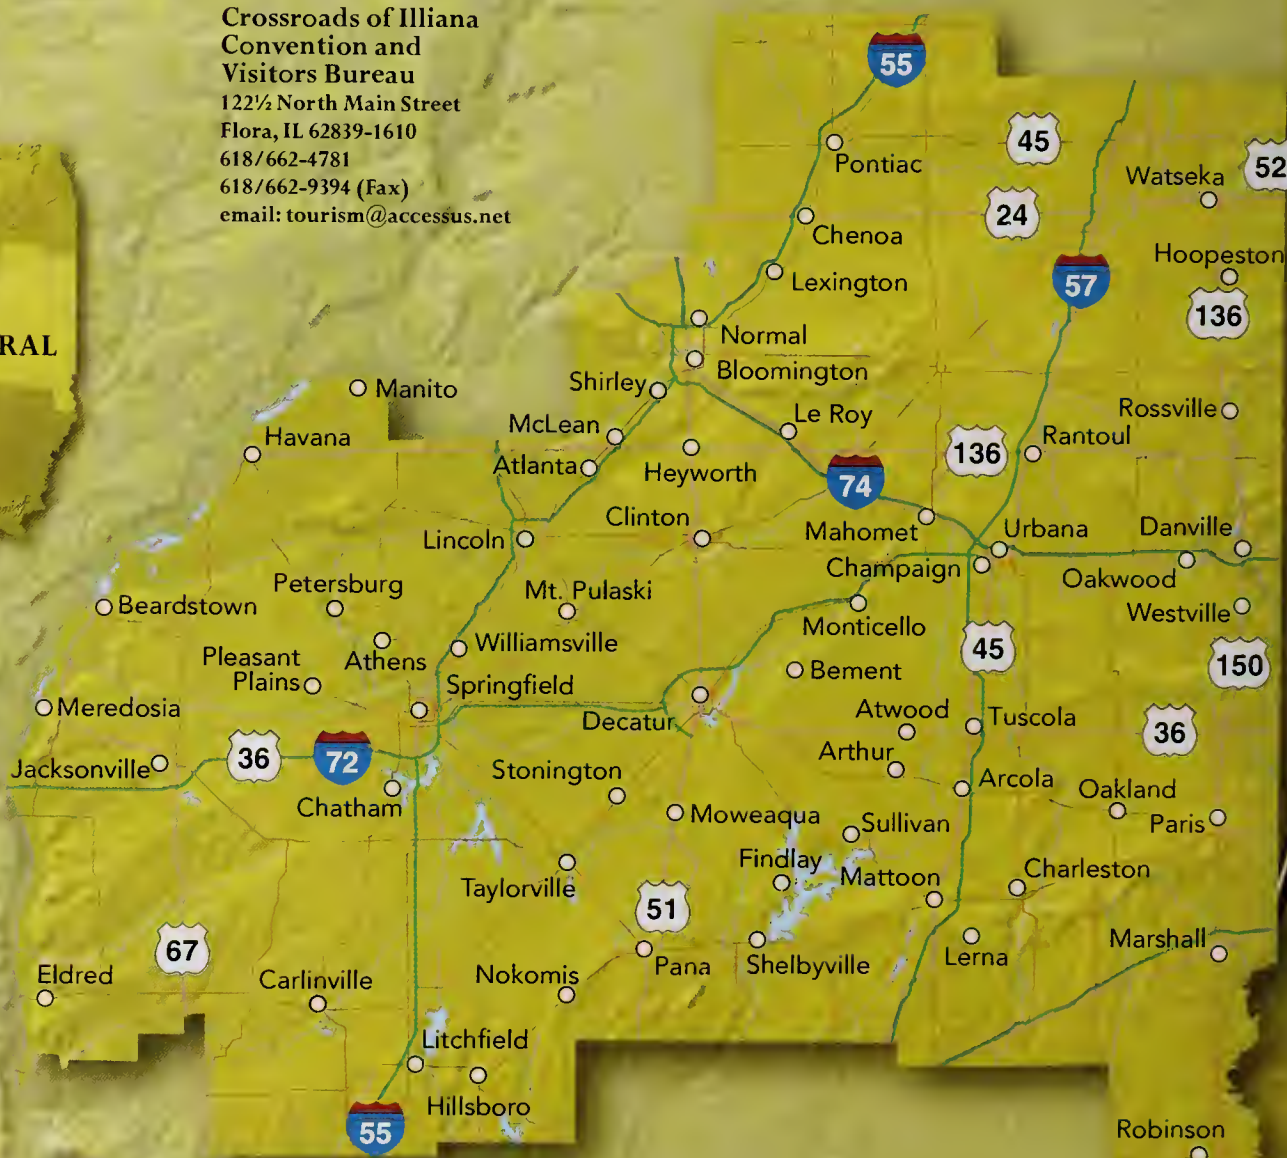 Crossroads of Illiana
Convention and
Visitors Bureau
122½ North Main Street
Flora, IL 62839-1610
618/662-4781
618/662-9394 (Fax)
email: tourism@accessus.net
55
45
Pontiac
52
Watseka
24
Chenoa
Hoopeston
Lexington
57
136
Normal
RAL
Bloomington
Shirley
Manito
Le Roy
Rossville
McLean
Havana
Rantoul
136
Atlanta
Heyworth
74
Clinton
Mahomet
Urbana
Danville
Lincoln
Champaign
Oakwood
Petersburg
Mt. Pulaski
Beardstown
Westville
Monticello
Williamsville
45
Pleasant
Plains
Athens
Bement
150
Springfield
Meredosia
Atwood
Tuscola
Decatur
36
Arthur
36
72
Jacksonville
Stonington
Arcola
Oakland
Chatham
Moweaqua
Sullivan
Paris
Findlay
Charleston
Taylorville
Mattoon
51
67
Marshall
Lerna
Pana
Shelbyville
Eldred
Carlinville
Nokomis
Litchfield
Hillsboro
55
Robinson